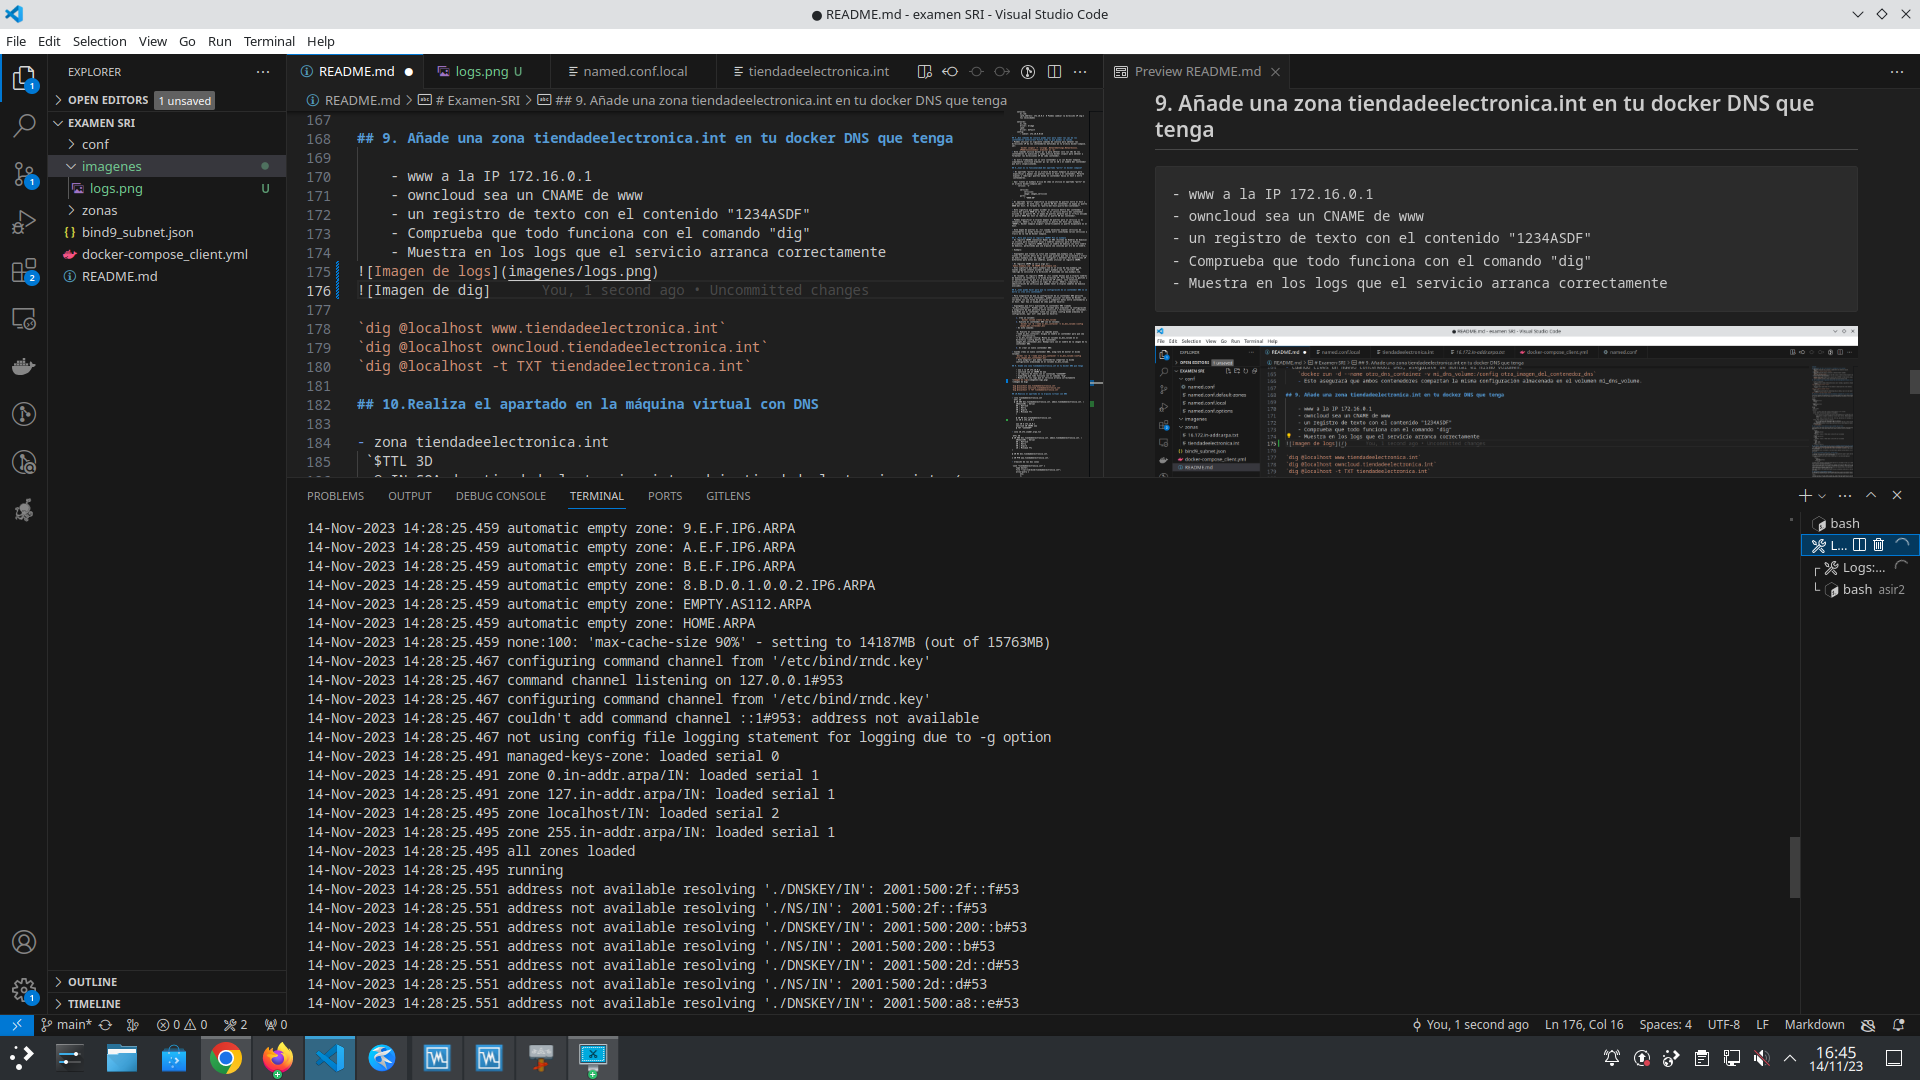 README.md - examen SRI - Visual Studio Code
File Edit Selection View Go Run Terminal Help
EXPLORER
README.md
logs.png U
named.conf.local
tiendadeelectronica.int
Preview README.md
OPEN EDITORS 1 unsaved
README.md > # Examen-SRI > ## 9. Añade una zona tiendadeelectronica.int en tu docker DNS que tenga
EXAMEN SRI
conf
imagenes
logs.png U
zonas
bind9_subnet.json
docker-compose_client.yml
README.md
OUTLINE
TIMELINE
167
168 ## 9. Añade una zona tiendadeelectronica.int en tu docker DNS que tenga
169
170 - www a la IP 172.16.0.1
171 - owncloud sea un CNAME de www
172 - un registro de texto con el contenido "1234ASDF"
173 - Comprueba que todo funciona con el comando "dig"
174 - Muestra en los logs que el servicio arranca correctamente
175 ![Imagen de logs](imagenes/logs.png)
176 ![Imagen de dig] You, 1 second ago • Uncommitted changes
177
178 `dig @localhost www.tiendadeelectronica.int`
179 `dig @localhost owncloud.tiendadeelectronica.int`
180 `dig @localhost -t TXT tiendadeelectronica.int`
181
182 ## 10.Realiza el apartado en la máquina virtual con DNS
183
184 - zona tiendadeelectronica.int
185 `$TTL 3D
9. Añade una zona tiendadeelectronica.int en tu docker DNS que
tenga
- www a la IP 172.16.0.1
- owncloud sea un CNAME de www
- un registro de texto con el contenido "1234ASDF"
- Comprueba que todo funciona con el comando "dig"
- Muestra en los logs que el servicio arranca correctamente
PROBLEMS OUTPUT DEBUG CONSOLE TERMINAL PORTS GITLENS
14-Nov-2023 14:28:25.459 automatic empty zone: 9.E.F.IP6.ARPA
14-Nov-2023 14:28:25.459 automatic empty zone: A.E.F.IP6.ARPA
14-Nov-2023 14:28:25.459 automatic empty zone: B.E.F.IP6.ARPA
14-Nov-2023 14:28:25.459 automatic empty zone: 8.B.D.0.1.0.0.2.IP6.ARPA
14-Nov-2023 14:28:25.459 automatic empty zone: EMPTY.AS112.ARPA
14-Nov-2023 14:28:25.459 automatic empty zone: HOME.ARPA
14-Nov-2023 14:28:25.459 none:100: 'max-cache-size 90%' - setting to 14187MB (out of 15763MB)
14-Nov-2023 14:28:25.467 configuring command channel from '/etc/bind/rndc.key'
14-Nov-2023 14:28:25.467 command channel listening on 127.0.0.1#953
14-Nov-2023 14:28:25.467 configuring command channel from '/etc/bind/rndc.key'
14-Nov-2023 14:28:25.467 couldn't add command channel ::1#953: address not available
14-Nov-2023 14:28:25.467 not using config file logging statement for logging due to -g option
14-Nov-2023 14:28:25.491 managed-keys-zone: loaded serial 0
14-Nov-2023 14:28:25.491 zone 0.in-addr.arpa/IN: loaded serial 1
14-Nov-2023 14:28:25.491 zone 127.in-addr.arpa/IN: loaded serial 1
14-Nov-2023 14:28:25.495 zone localhost/IN: loaded serial 2
14-Nov-2023 14:28:25.495 zone 255.in-addr.arpa/IN: loaded serial 1
14-Nov-2023 14:28:25.495 all zones loaded
14-Nov-2023 14:28:25.495 running
14-Nov-2023 14:28:25.551 address not available resolving './DNSKEY/IN': 2001:500:2f::f#53
14-Nov-2023 14:28:25.551 address not available resolving './NS/IN': 2001:500:2f::f#53
14-Nov-2023 14:28:25.551 address not available resolving './DNSKEY/IN': 2001:500:200::b#53
14-Nov-2023 14:28:25.551 address not available resolving './NS/IN': 2001:500:200::b#53
14-Nov-2023 14:28:25.551 address not available resolving './DNSKEY/IN': 2001:500:2d::d#53
14-Nov-2023 14:28:25.551 address not available resolving './NS/IN': 2001:500:2d::d#53
14-Nov-2023 14:28:25.551 address not available resolving './DNSKEY/IN': 2001:500:a8::e#53
bash
L...
Logs:...
bash asir2
main* 0 0 2 0
You, 1 second ago Ln 176, Col 16 Spaces: 4 UTF-8 LF Markdown
16:45
14/11/23